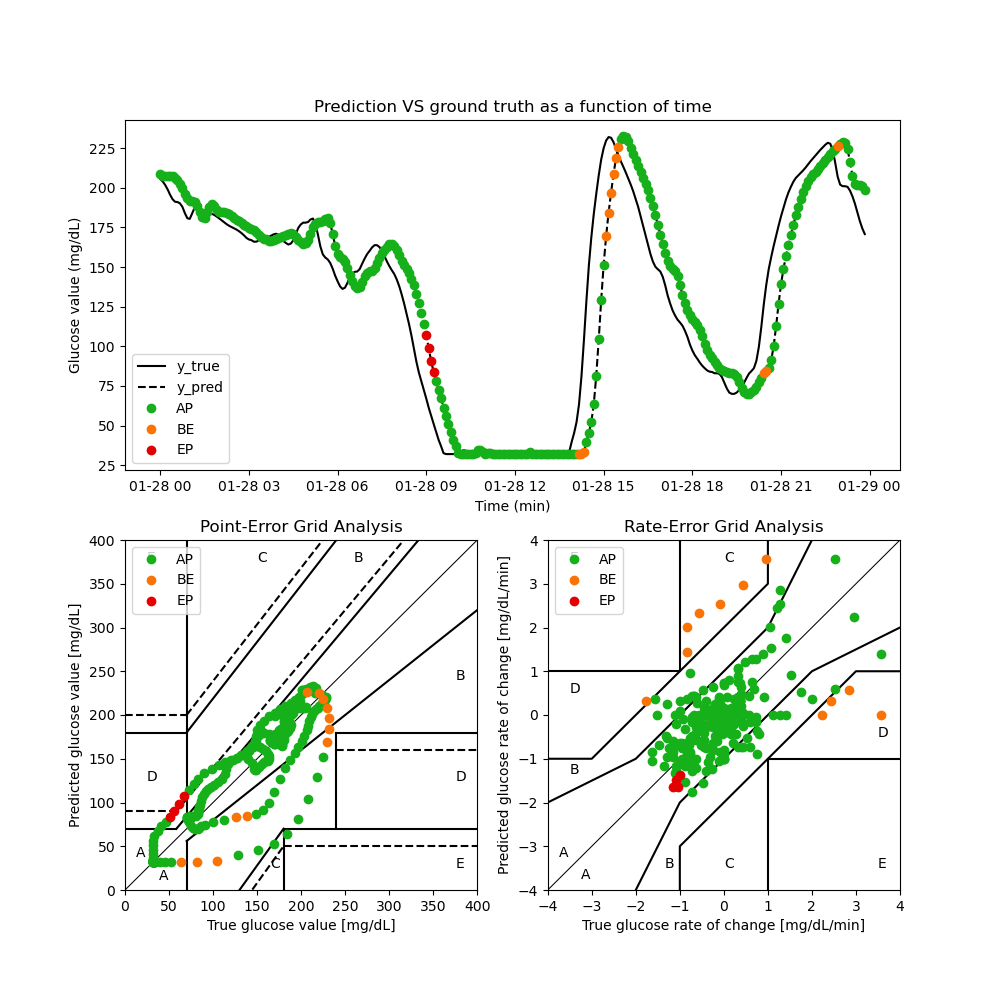 Prediction VS ground truth as a function of time
Glucose value (mg/dL)
225
200
175
150
125
100
75
50
25
y_true
y_pred
AP
BE
EP
01-28 00 01-28 03 01-28 06 01-28 09 01-28 12 01-28 15 01-28 18 01-28 21 01-29 00
Time (min)
Point-Error Grid Analysis
Predicted glucose value [mg/dL]
400
350
300
250
200
150
100
50
0
AP
BE
EP
C
B
B
D
D
A
A
C
E
0 50 100 150 200 250 300 350 400
True glucose value [mg/dL]
Rate-Error Grid Analysis
Predicted glucose rate of change [mg/dL/min]
4
3
2
1
0
−1
−2
−3
−4
AP
BE
EP
C
D
D
B
A
A
B
C
E
−4 −3 −2 −1 0 1 2 3 4
True glucose rate of change [mg/dL/min]